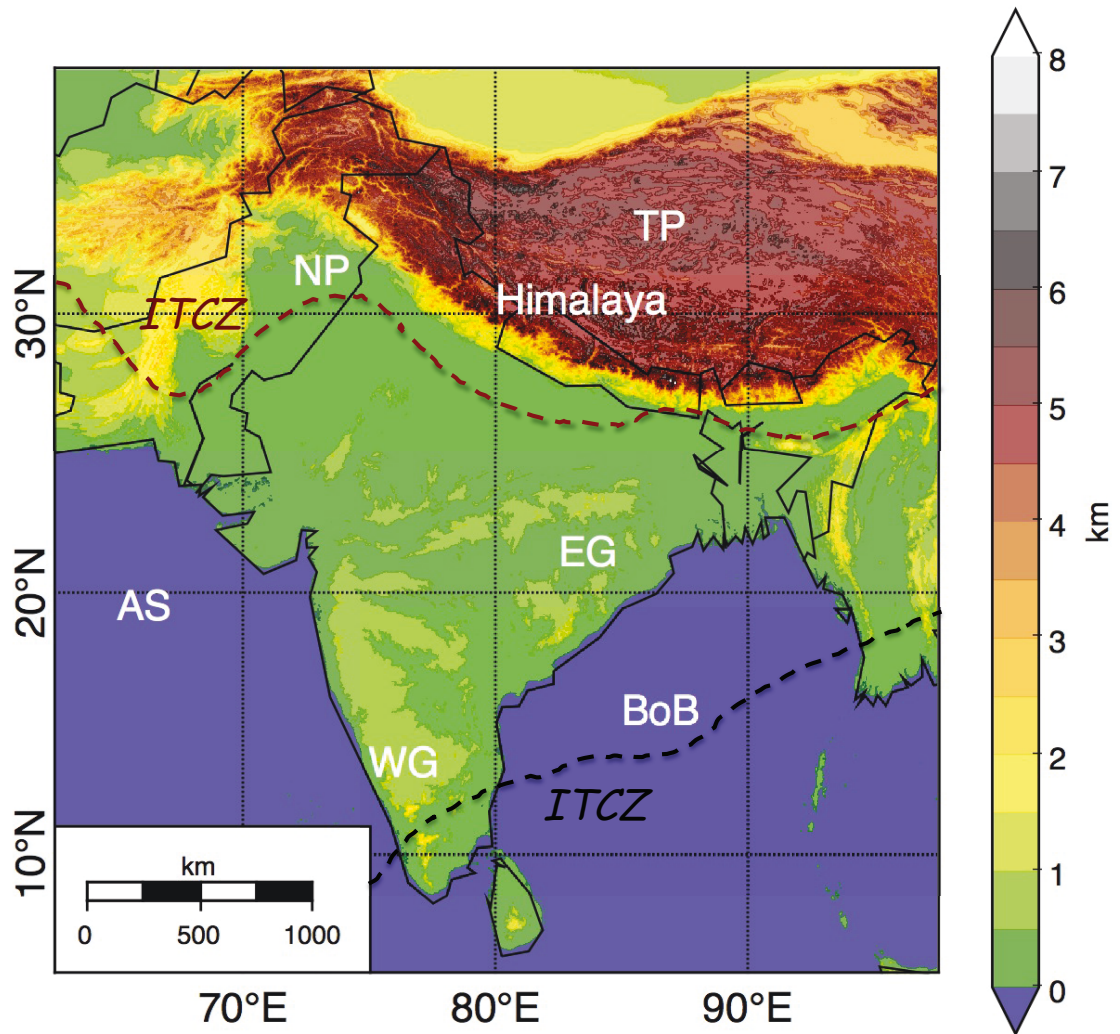 8
7
6
5
4
3
2
1
0
km
TP
NP
Himalaya
ITCZ
30°N
EG
20°N
AS
BoB
WG
ITCZ
10°N
km
0 500 1000
70°E 80°E 90°E